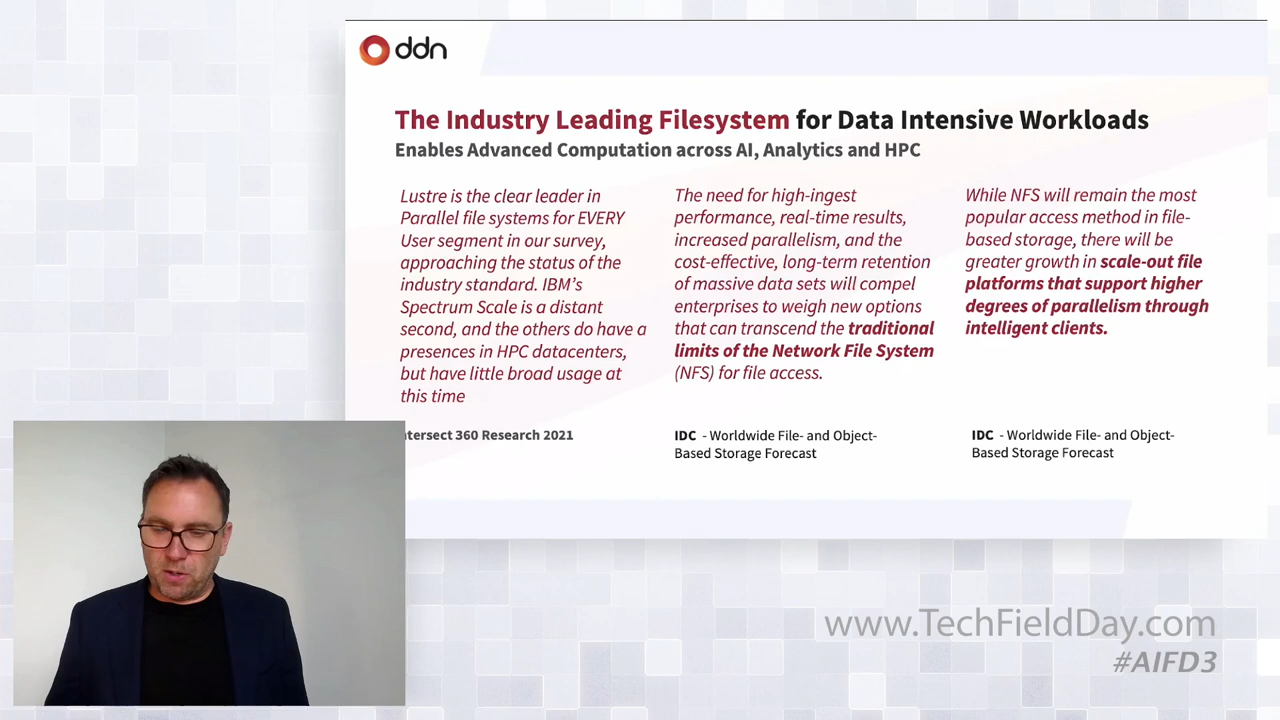 ddn
The Industry Leading Filesystem for Data Intensive Workloads
Enables Advanced Computation across AI, Analytics and HPC
Lustre is the clear leader in
Parallel file systems for EVERY
User segment in our survey,
approaching the status of the
industry standard. IBM's
Spectrum Scale is a distant
second, and the others do have a
presences in HPC datacenters,
but have little broad usage at
this time
ntersect 360 Research 2021
The need for high-ingest
performance, real-time results,
increased parallelism, and the
cost-effective, long-term retention
of massive data sets will compel
enterprises to weigh new options
that can transcend the traditional
limits of the Network File System
(NFS) for file access.
IDC - Worldwide File- and Object-
Based Storage Forecast
While NFS will remain the most
popular access method in file-
based storage, there will be
greater growth in scale-out file
platforms that support higher
degrees of parallelism through
intelligent clients.
IDC - Worldwide File- and Object-
Based Storage Forecast
www.TechFieldDay.com
#AIFD3